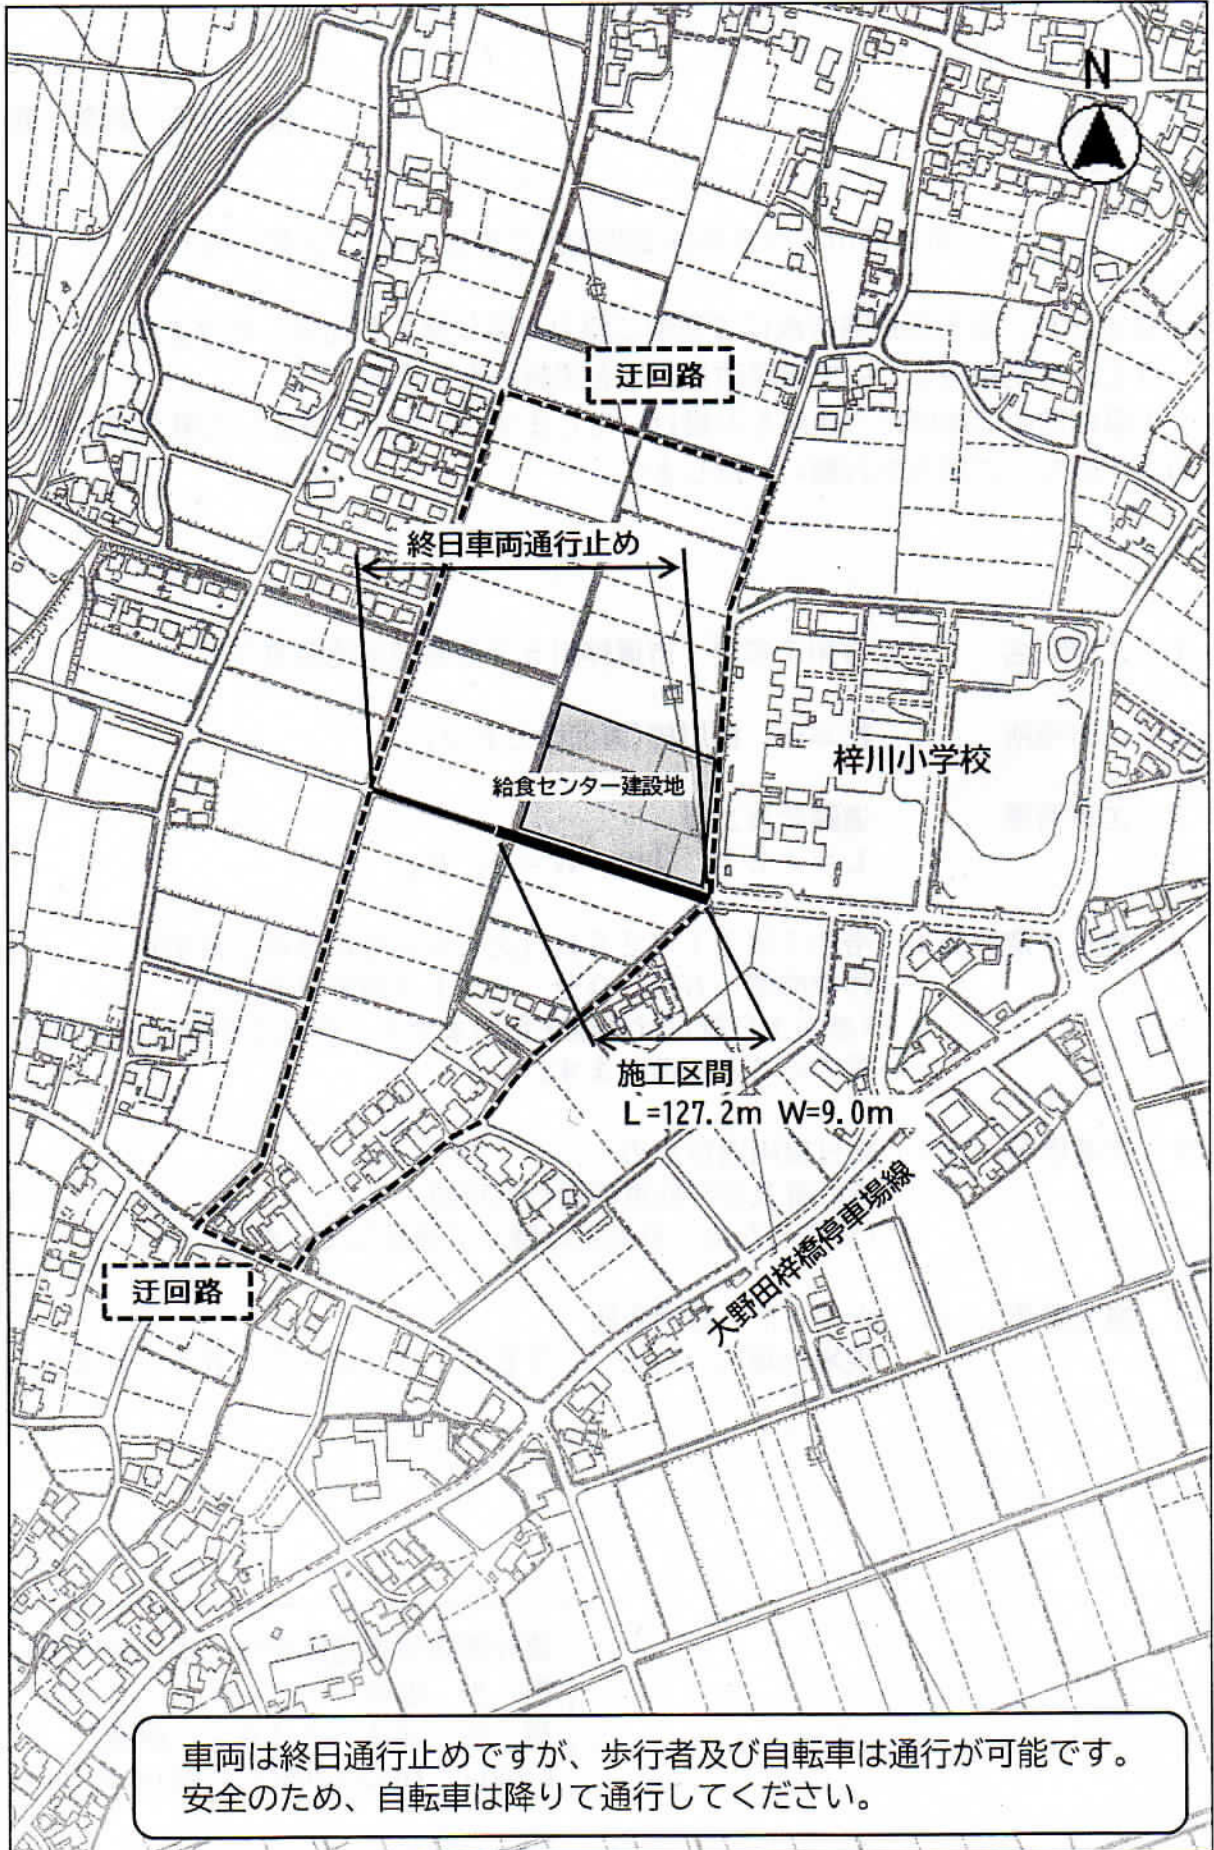 N
迂回路
終日車両通行止め
梓川小学校
給食センター建設地
施工区間
L=127.2m W=9.0m
大野田梓橋停車場線
迂回路
車両は終日通行止めですが、歩行者及び自転車は通行が可能です。
安全のため、自転車は降りて通行してください。